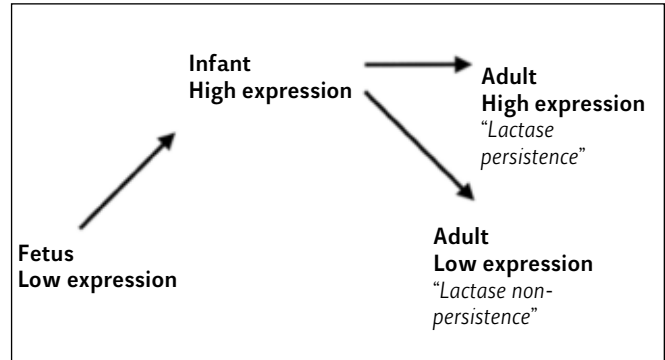 Infant
High expression
Adult
High expression
“Lactase
persistence”
Fetus
Low expression
Adult
Low expression
“Lactase non-
persistence”